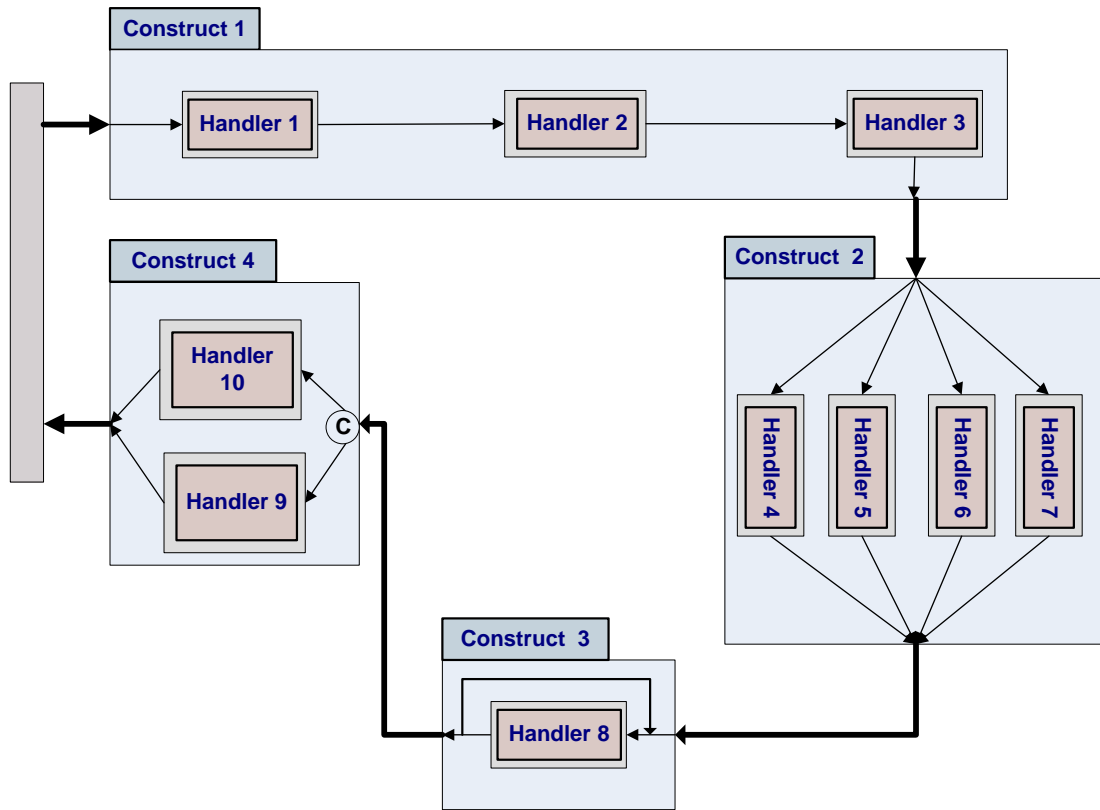 Construct 1
Handler 1
Handler 2
Handler 3
Construct 4
Construct  2
Handler
10
C
Handler 9
Handler 4
Handler 5
Handler 6
Handler 7
Construct  3
Handler 8